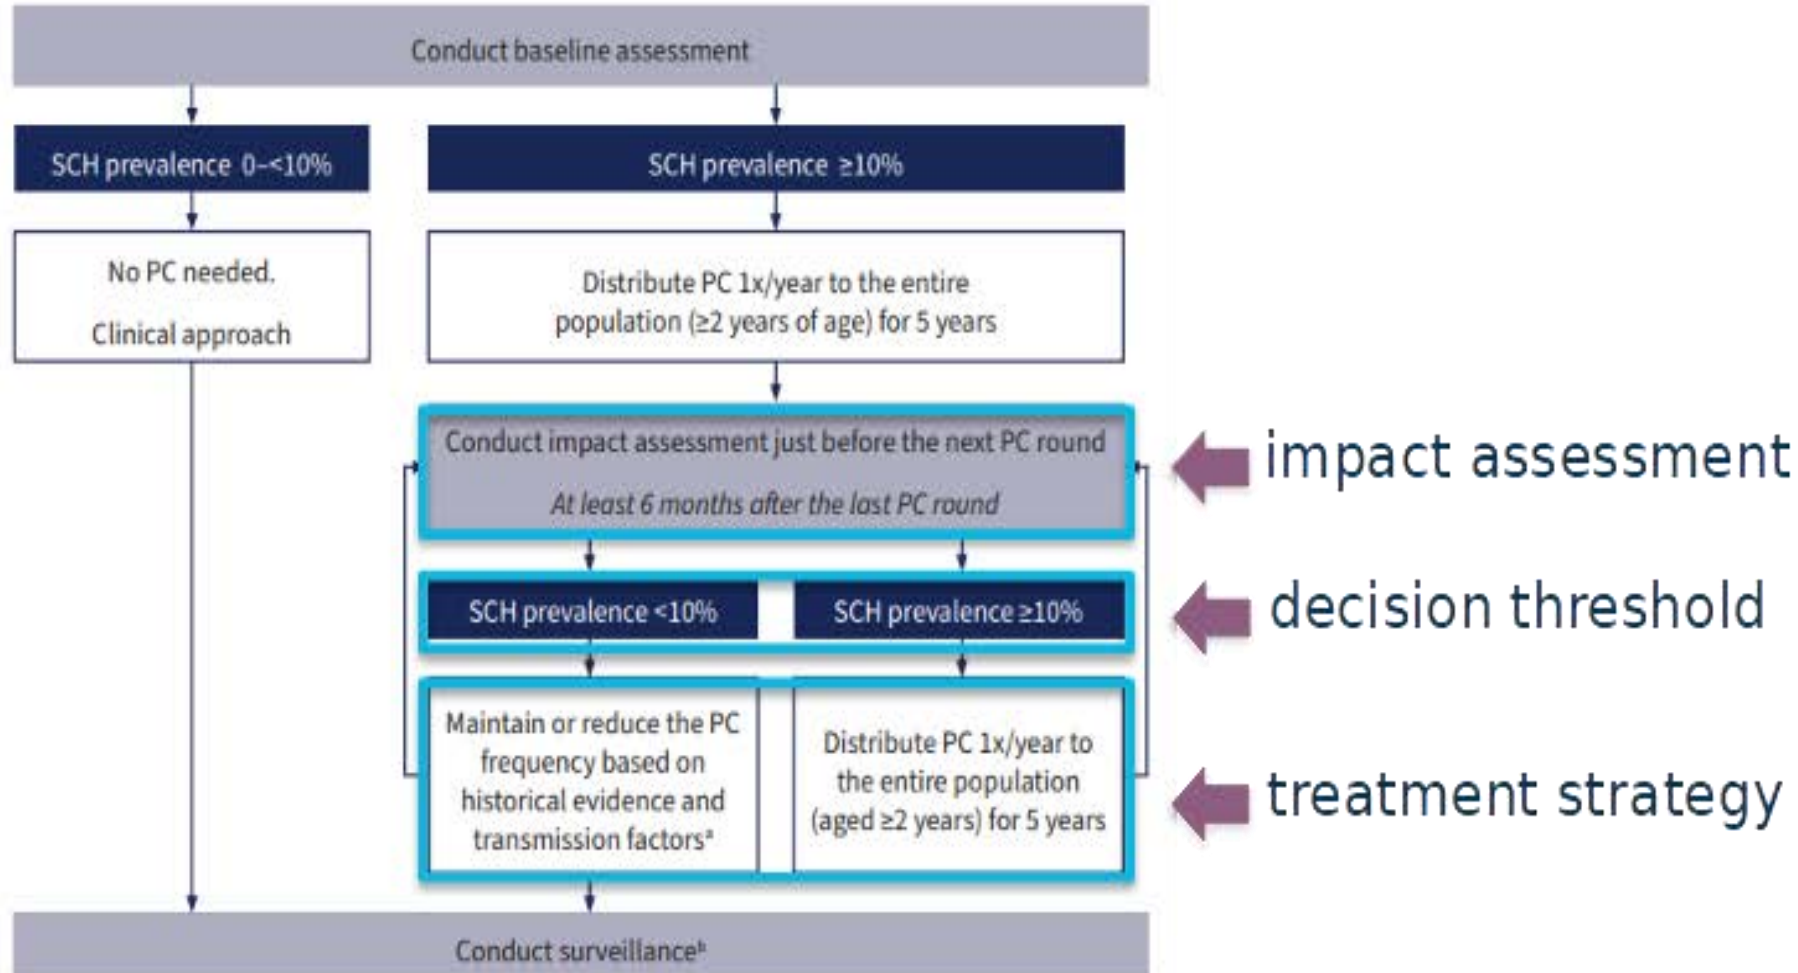 Conduct baseline assessment
SCH prevalence 0–<10%
SCH prevalence ≥10%
No PC needed.
Clinical approach
Distribute PC 1x/year to the entire
population (≥2 years of age) for 5 years
Conduct impact assessment just before the next PC round
At least 6 months after the last PC round
impact assessment
SCH prevalence <10%
SCH prevalence ≥10%
decision threshold
Maintain or reduce the PC
frequency based on
historical evidence and
transmission factorsᵃ
Distribute PC 1x/year to
the entire population
(aged ≥2 years) for 5 years
treatment strategy
Conduct surveillanceᵇ